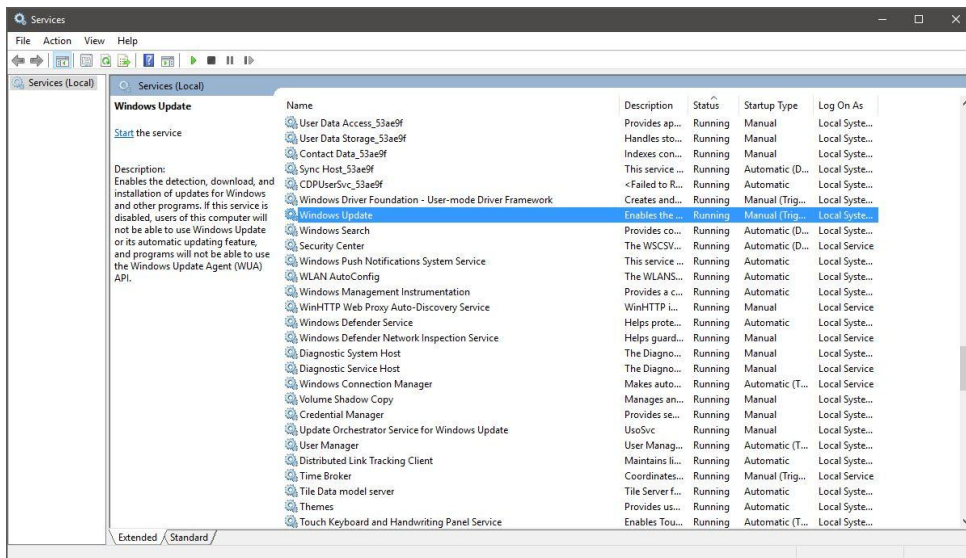 Services
File Action View Help
Services (Local)
Services (Local)
Windows Update
Start the service
Description:
Enables the detection, download, and
installation of updates for Windows
and other programs. If this service is
disabled, users of this computer will
not be able to use Windows Update
or its automatic updating feature,
and programs will not be able to use
the Windows Update Agent (WUA)
API.
Name Description Status Startup Type Log On As
User Data Access_53ae9f Provides ap... Running Manual Local Syste...
User Data Storage_53ae9f Handles sto... Running Manual Local Syste...
Contact Data_53ae9f Indexes con... Running Manual Local Syste...
Sync Host_53ae9f This service ... Running Automatic (D... Local Syste...
CDPUserSvc_53ae9f <Failed to R... Running Automatic Local Syste...
Windows Driver Foundation - User-mode Driver Framework Creates and... Running Manual (Trig... Local Syste...
Windows Update Enables the ... Running Manual (Trig... Local Syste...
Windows Search Provides co... Running Automatic (D... Local Syste...
Security Center The WSCSV... Running Automatic (D... Local Service
Windows Push Notifications System Service This service ... Running Automatic Local Syste...
WLAN AutoConfig The WLANS... Running Automatic Local Syste...
Windows Management Instrumentation Provides a c... Running Automatic Local Syste...
WinHTTP Web Proxy Auto-Discovery Service WinHTTP i... Running Manual Local Service
Windows Defender Service Helps prote... Running Automatic Local Syste...
Windows Defender Network Inspection Service Helps guard... Running Manual Local Service
Diagnostic System Host The Diagno... Running Manual Local Syste...
Diagnostic Service Host The Diagno... Running Manual Local Service
Windows Connection Manager Makes auto... Running Automatic (T... Local Service
Volume Shadow Copy Manages an... Running Manual Local Syste...
Credential Manager Provides se... Running Manual Local Syste...
Update Orchestrator Service for Windows Update UsoSvc Running Manual Local Syste...
User Manager User Manag... Running Automatic (T... Local Syste...
Distributed Link Tracking Client Maintains li... Running Automatic Local Syste...
Time Broker Coordinates... Running Manual (Trig... Local Service
Tile Data model server Tile Server f... Running Automatic Local Syste...
Themes Provides us... Running Automatic Local Syste...
Touch Keyboard and Handwriting Panel Service Enables Tou... Running Automatic (T... Local Syste...
Extended Standard